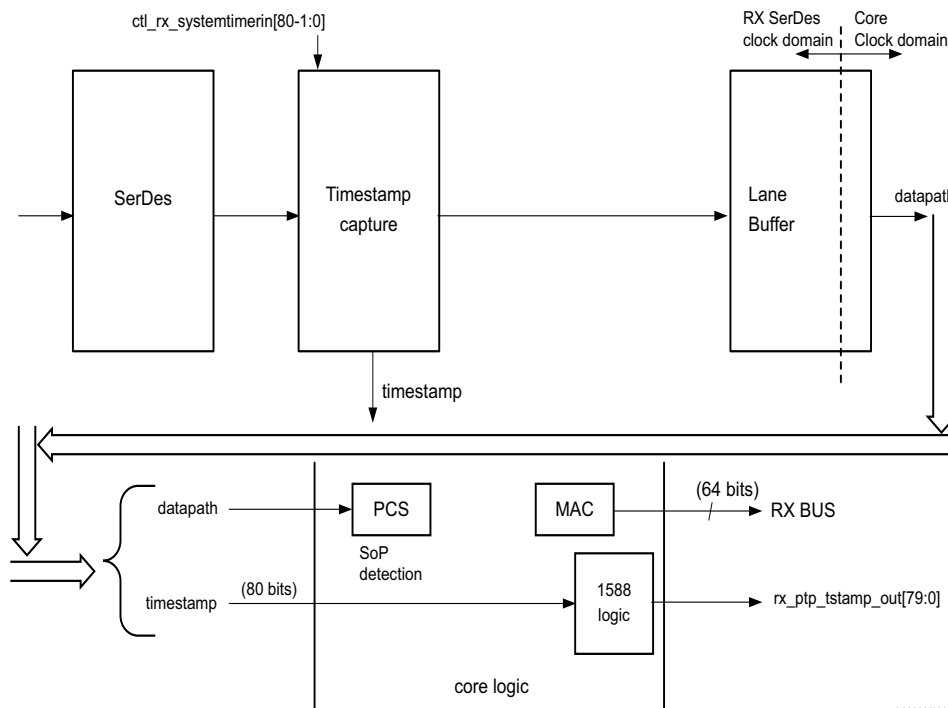 ctl_rx_systemtimerin[80-1:0]
RX SerDes
clock domain
Core
Clock domain
SerDes
Timestamp
capture
Lane
Buffer
datapath
timestamp
datapath
PCS
SoP
detection
MAC
(64 bits)
RX BUS
timestamp
(80 bits)
1588
logic
rx_ptp_tstamp_out[79:0]
core logic